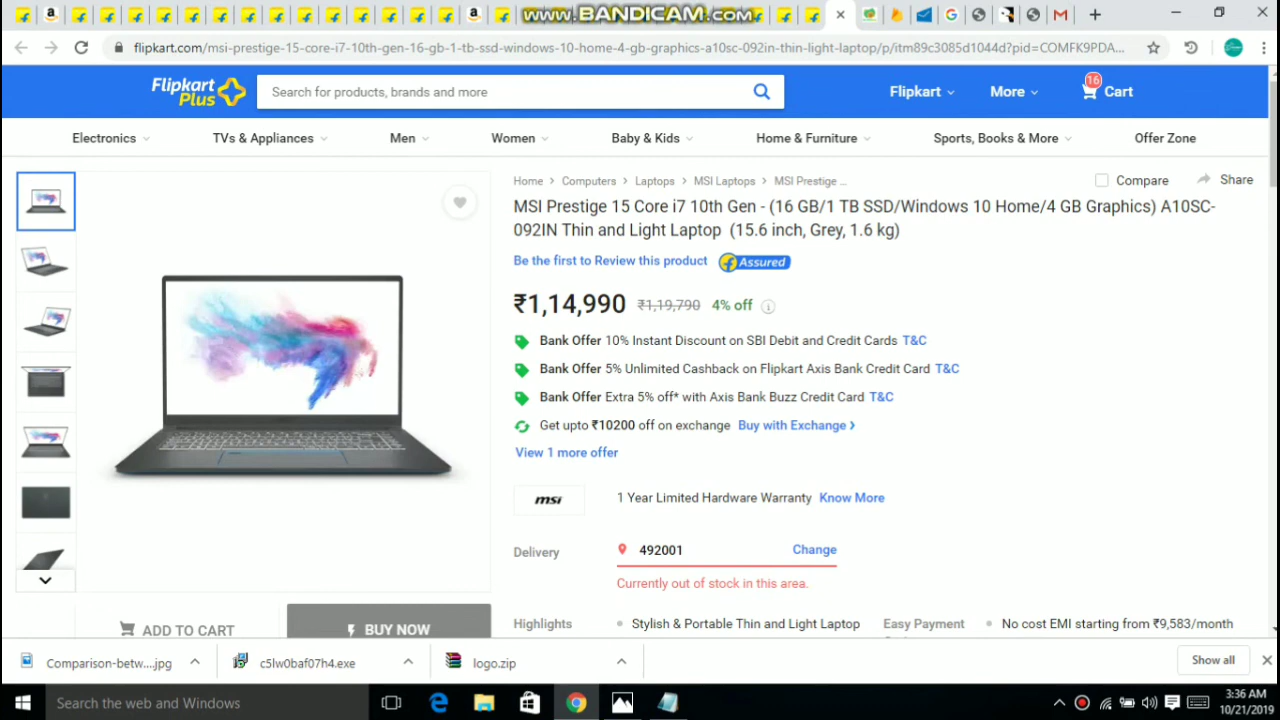 www.BANDICAM.com
flipkart.com/msi-prestige-15-core-i7-10th-gen-16-gb-1-tb-ssd-windows-10-home-4-gb-graphics-a10sc-092in-thin-light-laptop/p/itm89c3085d1044d?pid=COMFK9PDA...
Flipkart
Plus
Search for products, brands and more
Flipkart
More
16
Cart
Electronics
TVs & Appliances
Men
Women
Baby & Kids
Home & Furniture
Sports, Books & More
Offer Zone
Home > Computers > Laptops > MSI Laptops > MSI Prestige ...
Compare
Share
MSI Prestige 15 Core i7 10th Gen - (16 GB/1 TB SSD/Windows 10 Home/4 GB Graphics) A10SC-
092IN Thin and Light Laptop (15.6 inch, Grey, 1.6 kg)
Be the first to Review this product
Assured
₹1,14,990 ₹1,19,790 4% off
Bank Offer 10% Instant Discount on SBI Debit and Credit Cards T&C
Bank Offer 5% Unlimited Cashback on Flipkart Axis Bank Credit Card T&C
Bank Offer Extra 5% off* with Axis Bank Buzz Credit Card T&C
Get upto ₹10200 off on exchange Buy with Exchange >
View 1 more offer
msi
1 Year Limited Hardware Warranty Know More
Delivery
492001
Change
Currently out of stock in this area.
ADD TO CART
BUY NOW
Highlights
Stylish & Portable Thin and Light Laptop
Easy Payment
No cost EMI starting from ₹9,583/month
Comparison-betw....jpg
c5lw0baf07h4.exe
logo.zip
Show all
Search the web and Windows
3:36 AM
10/21/2019